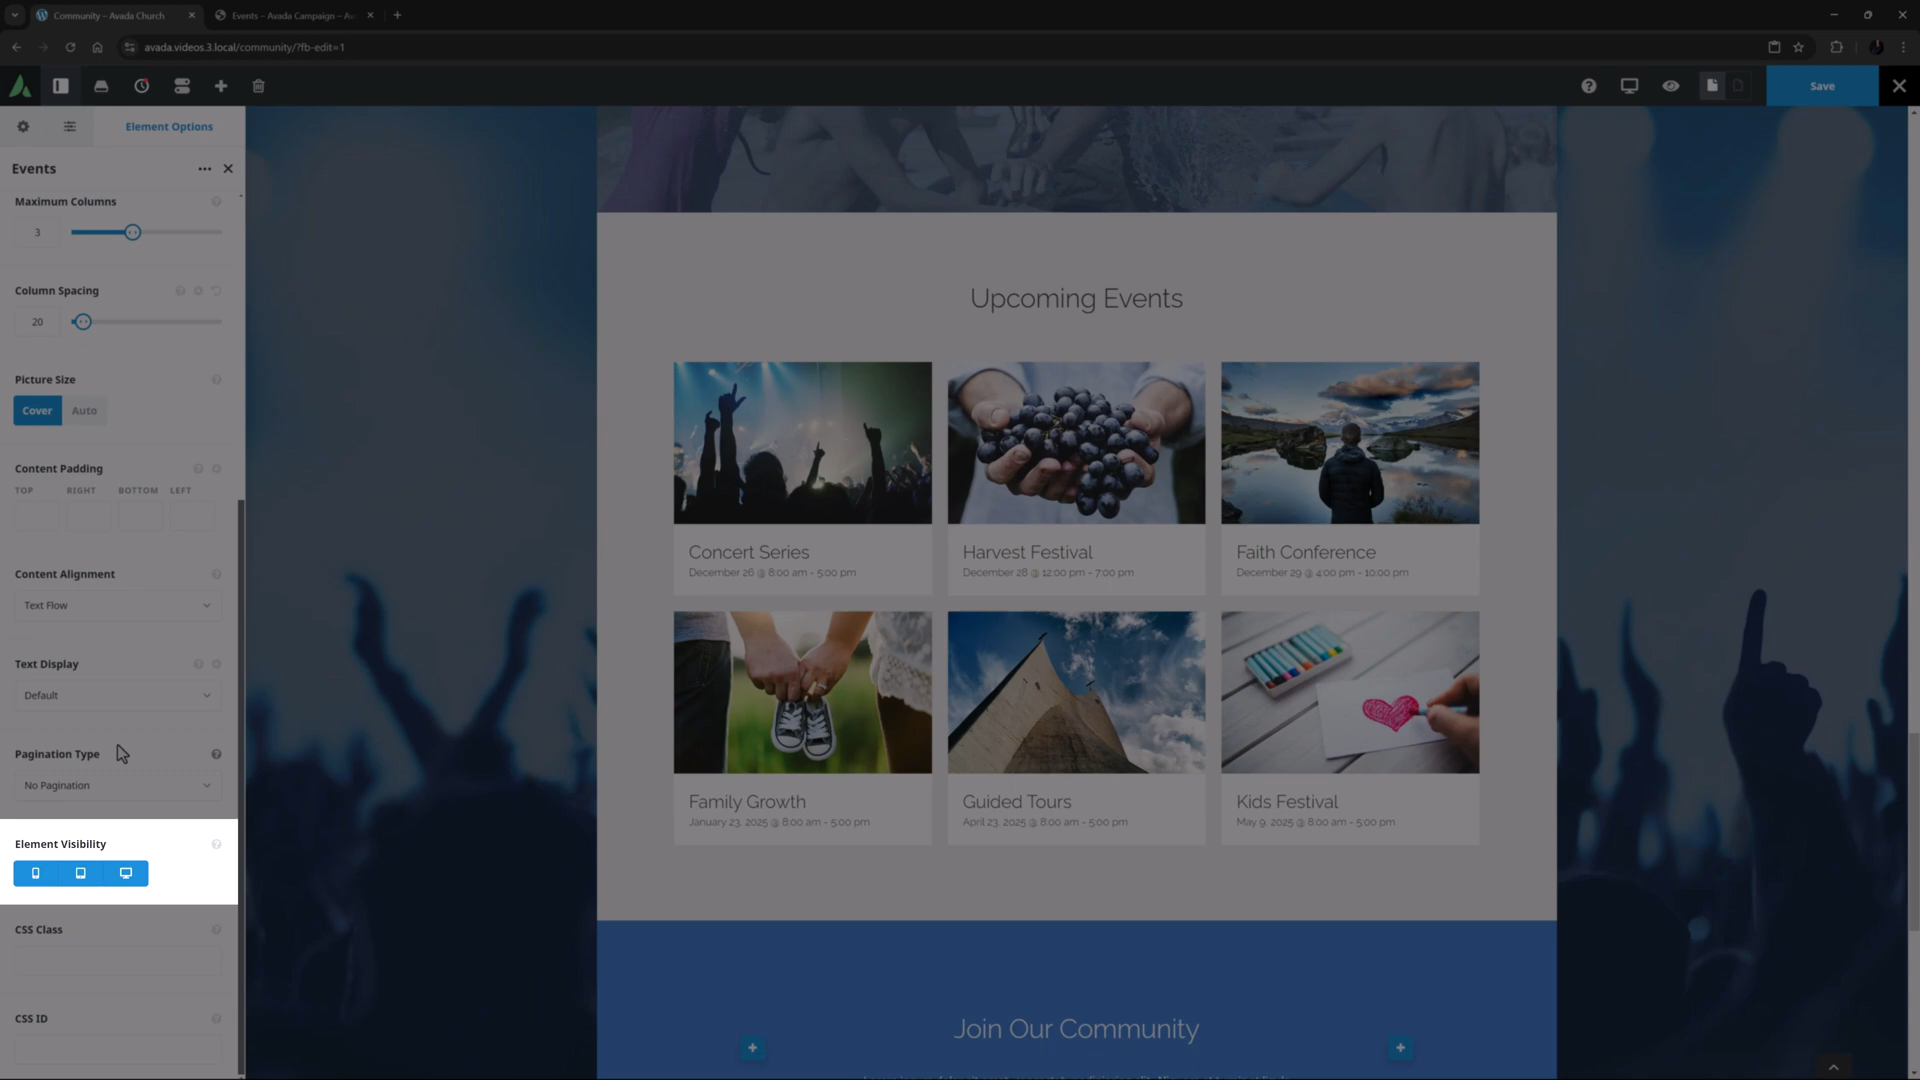 Community – Avada Church
Events – Avada Campaign – Av
avada.videos.3.local/community/?fb-edit=1
Save
Element Options
Events
Maximum Columns
3
Column Spacing
20
Picture Size
Cover Auto
Content Padding
TOP RIGHT BOTTOM LEFT
Content Alignment
Text Flow
Text Display
Default
Pagination Type
No Pagination
Element Visibility
CSS Class
CSS ID
Upcoming Events
Concert Series
December 26 @ 8:00 am - 5:00 pm
Harvest Festival
December 28 @ 12:00 pm - 7:00 pm
Faith Conference
December 29 @ 4:00 pm - 10:00 pm
Family Growth
January 23, 2025 @ 8:00 am - 5:00 pm
Guided Tours
April 23, 2025 @ 8:00 am - 5:00 pm
Kids Festival
May 9, 2025 @ 8:00 am - 5:00 pm
Join Our Community